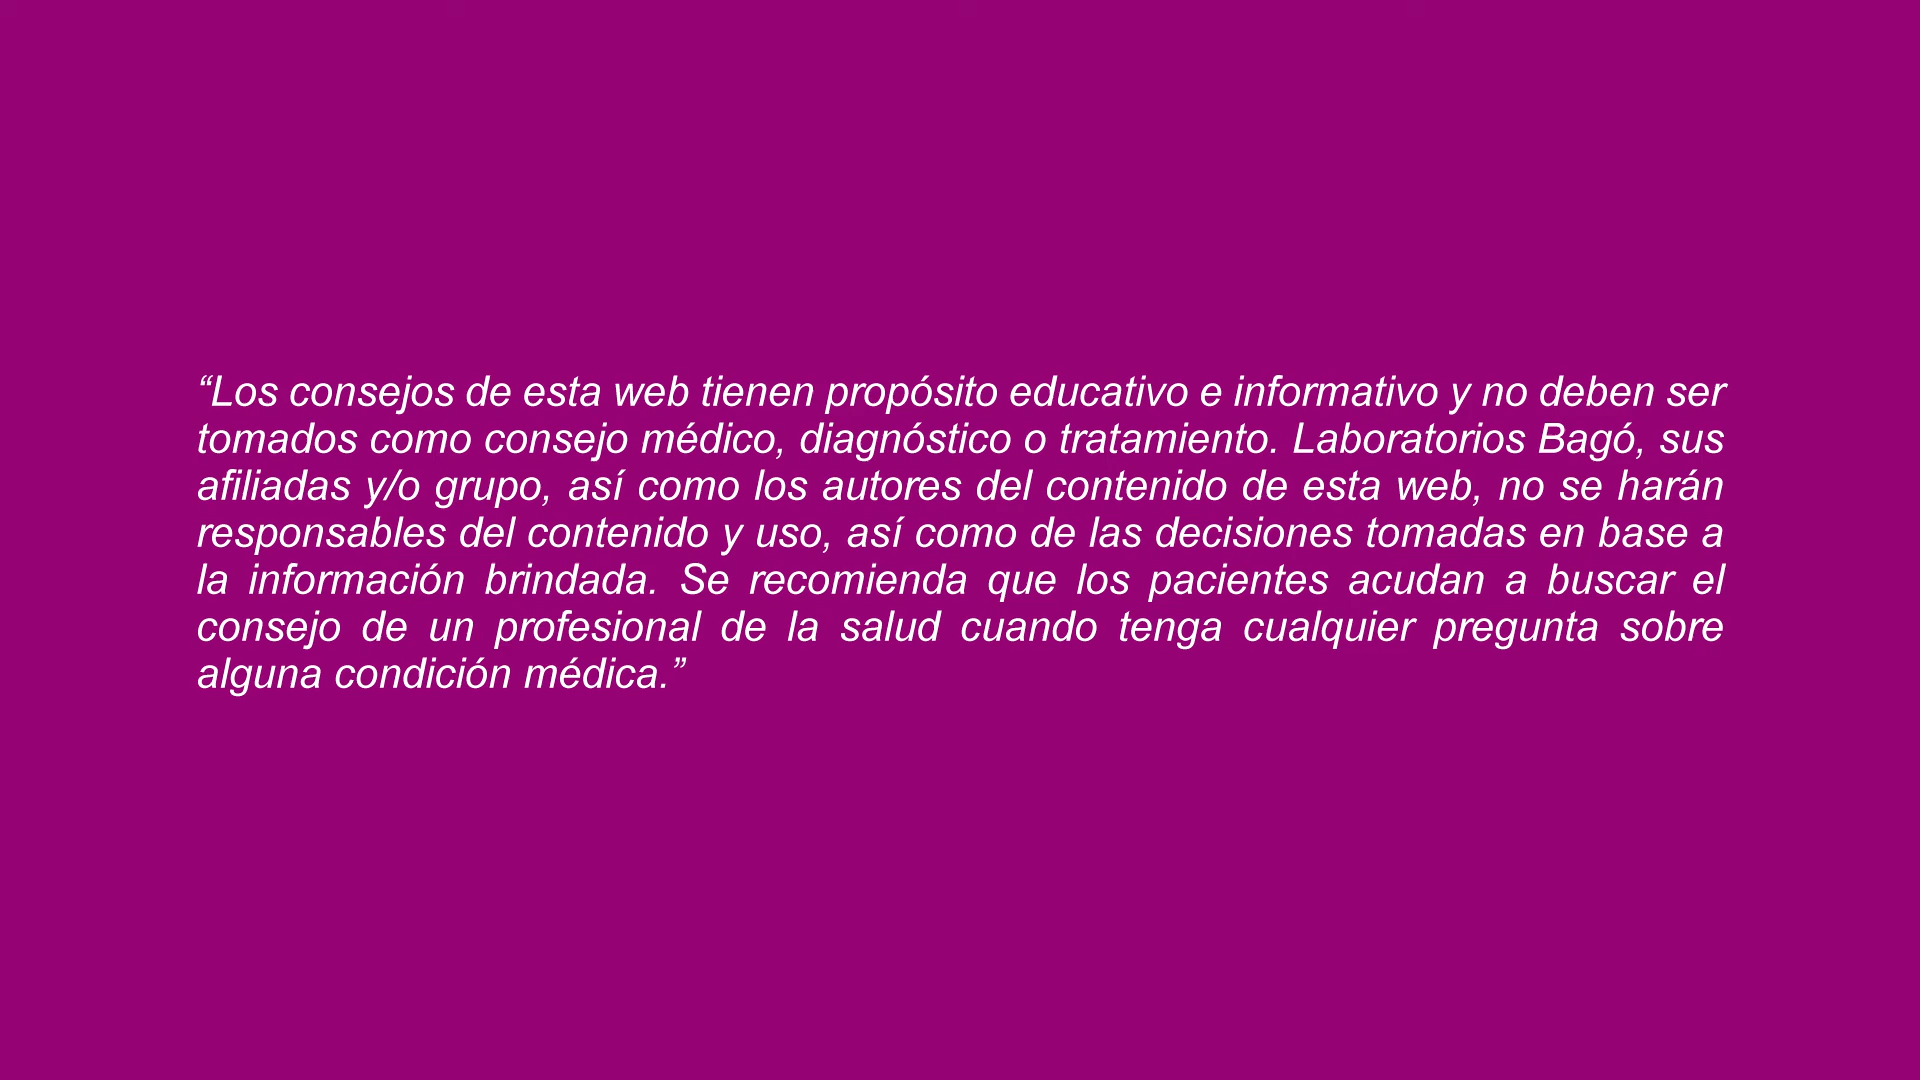 “Los consejos de esta web tienen propósito educativo e informativo y no deben ser
tomados como consejo médico, diagnóstico o tratamiento. Laboratorios Bagó, sus
afiliadas y/o grupo, así como los autores del contenido de esta web, no se harán
responsables del contenido y uso, así como de las decisiones tomadas en base a
la información brindada. Se recomienda que los pacientes acudan a buscar el
consejo de un profesional de la salud cuando tenga cualquier pregunta sobre
alguna condición médica.”